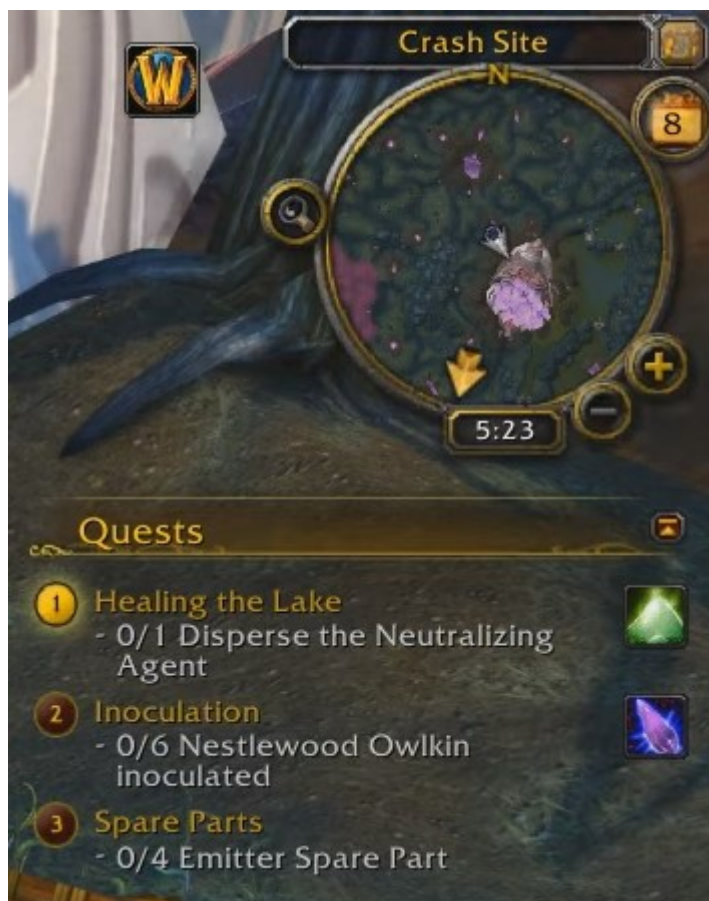 W
Crash Site
N
8
5:23
Quests
1 Healing the Lake
- 0/1 Disperse the Neutralizing
Agent
2 Inoculation
- 0/6 Nestlewood Owlkin
inoculated
3 Spare Parts
- 0/4 Emitter Spare Part